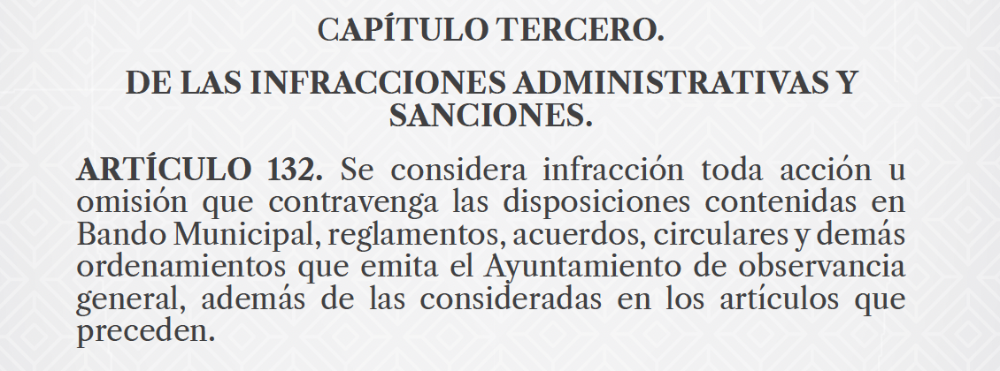 CAPÍTULO TERCERO.
DE LAS INFRACCIONES ADMINISTRATIVAS Y
SANCIONES.
ARTÍCULO 132. Se considera infracción toda acción u
omisión que contravenga las disposiciones contenidas en
Bando Municipal, reglamentos, acuerdos, circulares y demás
ordenamientos que emita el Ayuntamiento de observancia
general, además de las consideradas en los artículos que
preceden.